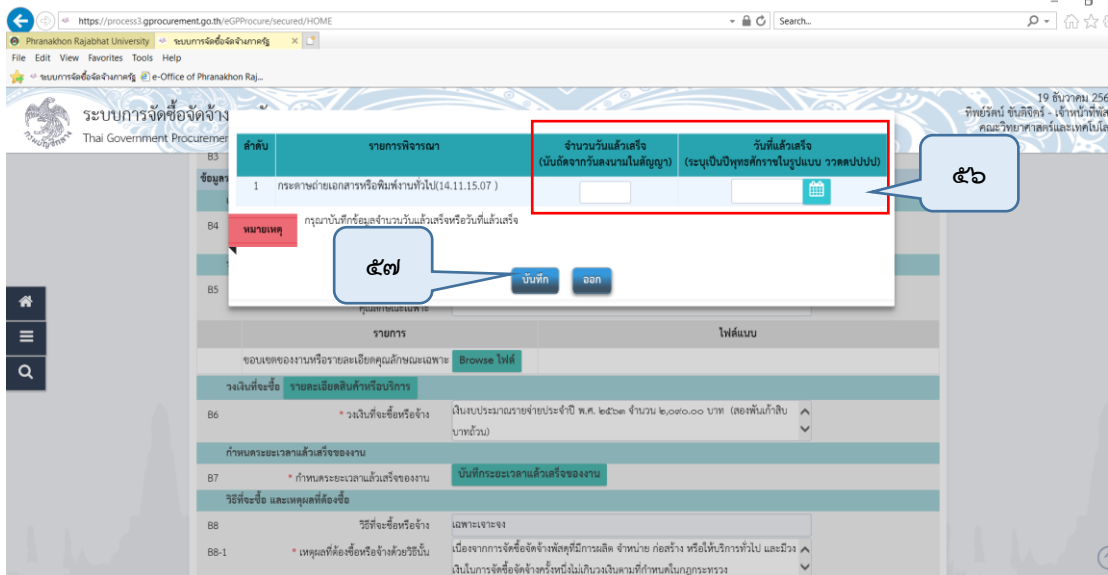 https://process3.gprocurement.go.th/eGPProcure/secured/HOME
Search...
Phranakhon Rajabhat University
ระบบการจัดซื้อจัดจ้างภาครัฐ
File Edit View Favorites Tools Help
ระบบการจัดซื้อจัดจ้างภาครัฐ e-Office of Phranakhon Raj...
19 ธันวาคม 256
ระบบการจัดซื้อจัดจ้าง
Thai Government Procuremen
คณะวิทยาศาสตร์และเทคโนโล
B3
ลำดับ รายการพิจารณา จำนวนวันแล้วเสร็จ วันที่แล้วเสร็จ
(นับถัดจากวันลงนามในสัญญา) (ระบุเป็นปีพุทธศักราชในรูปแบบ ววดดปปปป)
๕๖
1 กระดาษถ่ายเอกสารหรือพิมพ์งานทั่วไป(14.11.15.07 )
B4
หมายเหตุ กรุณาบันทึกข้อมูลจำนวนวันแล้วเสร็จหรือวันที่แล้วเสร็จ
๕๗
บันทึก ออก
B5
คุณลักษณะเฉพาะ
รายการ ไฟล์แนบ
ขอบเขตของงานหรือรายละเอียดคุณลักษณะเฉพาะ Browse ไฟล์
วงเงินที่จะซื้อ รายละเอียดสินค้าหรือบริการ
B6 * วงเงินที่จะซื้อหรือจ้าง เงินงบประมาณรายจ่ายประจำปี พ.ศ. ๒๕๖๓ จำนวน ๒,๐๙๐.๐๐ บาท (สองพันเก้าสิบ
บาทถ้วน)
กำหนดระยะเวลาแล้วเสร็จของงาน
B7 * กำหนดระยะเวลาแล้วเสร็จของงาน บันทึกระยะเวลาแล้วเสร็จของงาน
วิธีที่จะซื้อ และเหตุผลที่ต้องซื้อ
B8 วิธีที่จะซื้อหรือจ้าง เฉพาะเจาะจง
B8-1 * เหตุผลที่ต้องซื้อหรือจ้างด้วยวิธีนั้น เนื่องจากการจัดซื้อจัดจ้างพัสดุที่มีการผลิต จำหน่าย ก่อสร้าง หรือให้บริการทั่วไป และมีวง
เงินในการจัดซื้อจัดจ้างครั้งหนึ่งไม่เกินวงเงินตามที่กำหนดในกฎกระทรวง